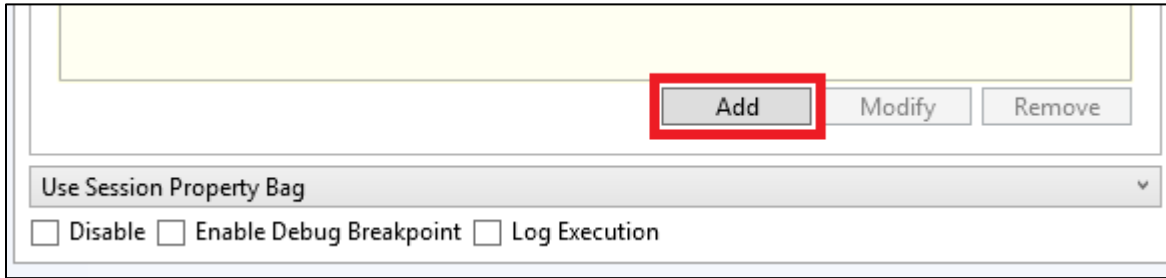 Add Modify Remove
Use Session Property Bag
Disable Enable Debug Breakpoint Log Execution